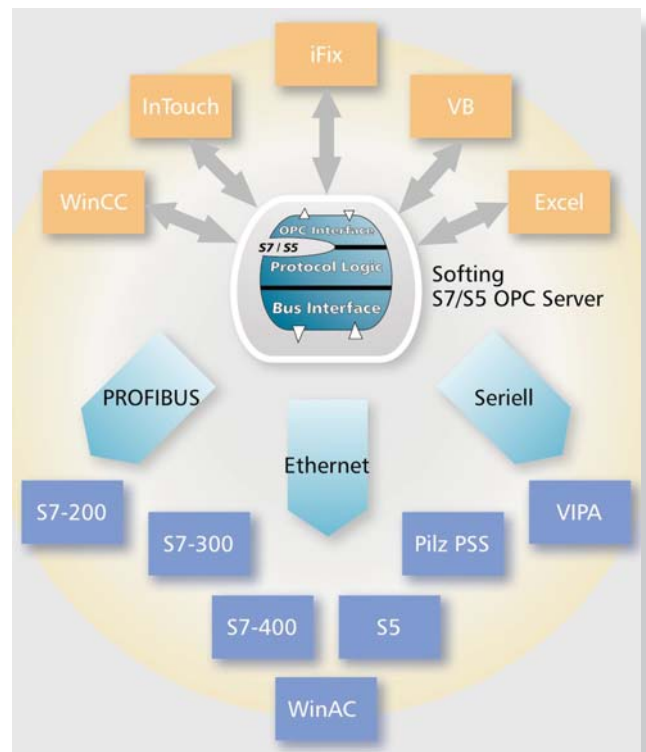 iFix
InTouch
VB
WinCC
Excel
OPC Interface
S7 / S5
Protocol Logic
Bus Interface
Softing
S7/S5 OPC Server
PROFIBUS
Ethernet
Seriell
S7-200
S7-300
Pilz PSS
VIPA
S7-400
S5
WinAC